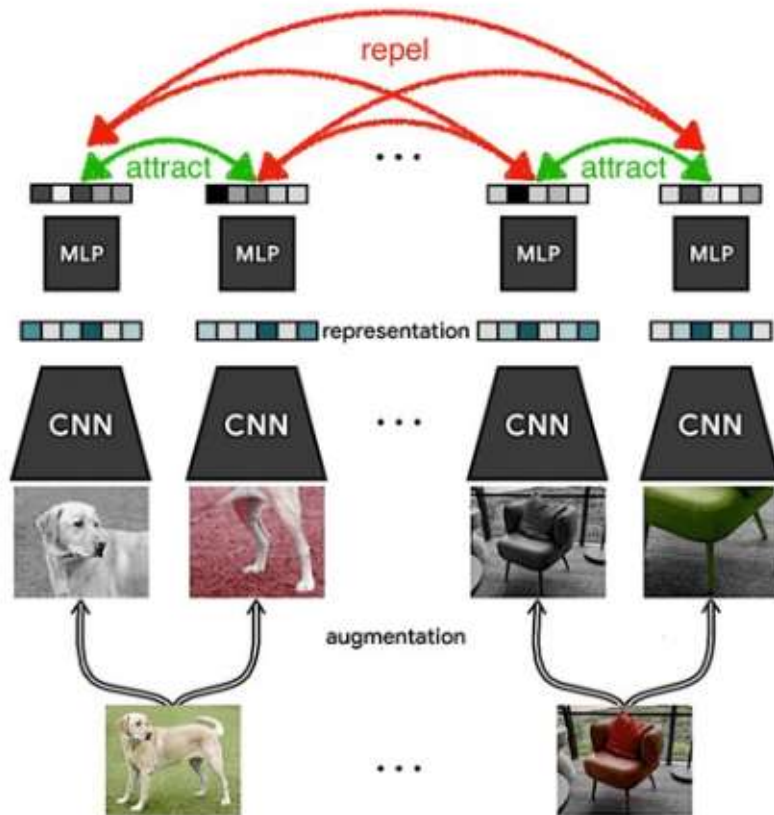 repel
attract
attract
MLP MLP MLP MLP
representation
CNN CNN CNN CNN
augmentation